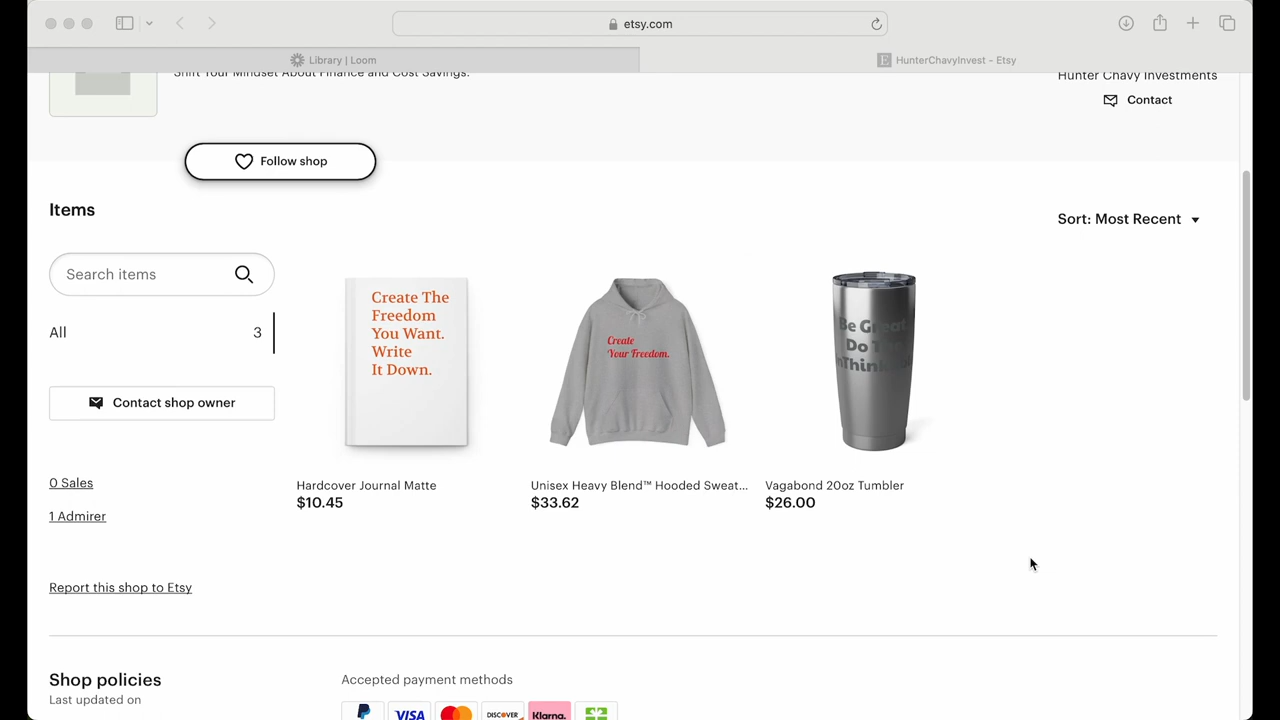 etsy.com
Library | Loom
HunterChavyInvest - Etsy
Shift Your Mindset About Finance and Cost Savings.
Hunter Chavy Investments
Contact
Follow shop
Items
Sort: Most Recent
Search items
All 3
Contact shop owner
0 Sales
1 Admirer
Report this shop to Etsy
Create The
Freedom
You Want.
Write
It Down.
Hardcover Journal Matte
$10.45
Create
Your Freedom.
Unisex Heavy Blend™ Hooded Sweat...
$33.62
Be Great
Do T
nThink
Vagabond 20oz Tumbler
$26.00
Shop policies
Last updated on
Accepted payment methods
VISA
DISCOVER
Klarna.